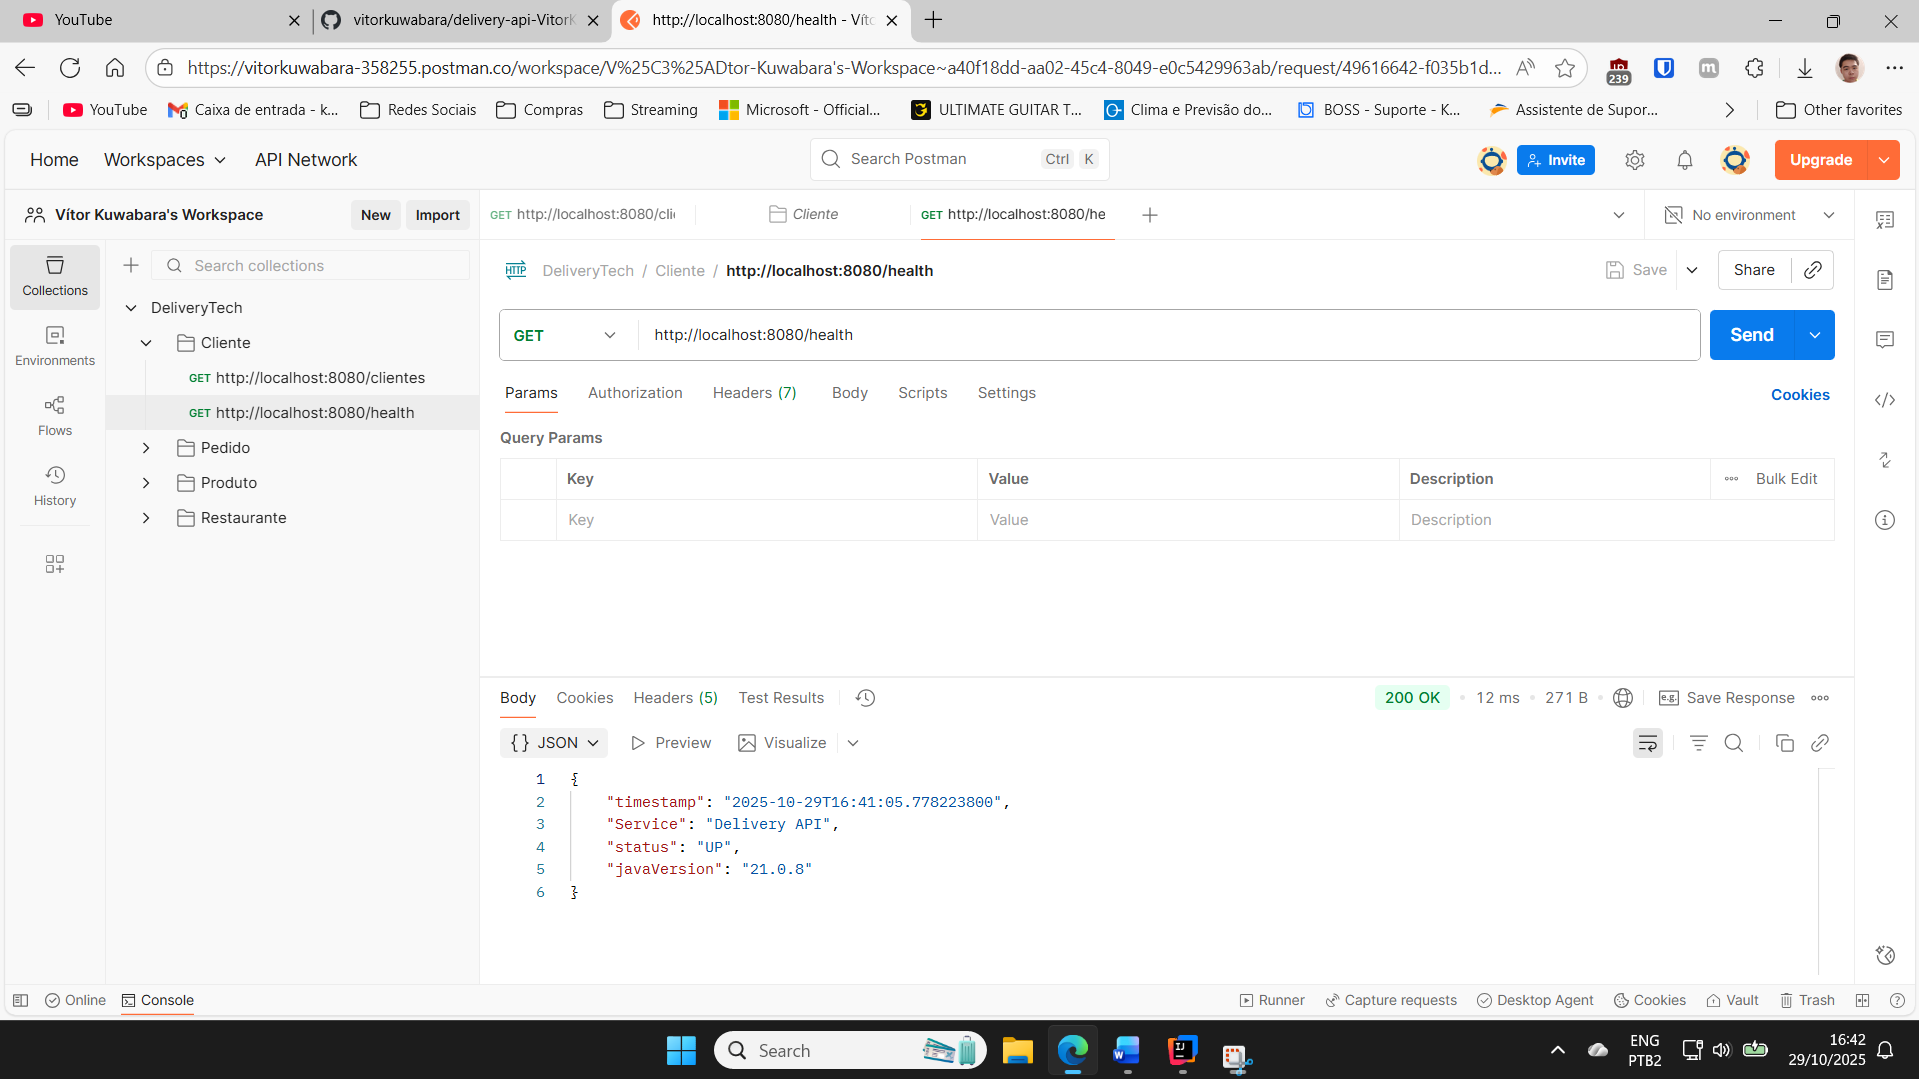 YouTube
vitorkuwabara/delivery-api-VitorK
http://localhost:8080/health - Vítc
https://vitorkuwabara-358255.postman.co/workspace/V%25C3%25ADtor-Kuwabara's-Workspace~a40f18dd-aa02-45c4-8049-e0c5429963ab/request/49616642-f035b1d...
239
YouTube
Caixa de entrada - k...
Redes Sociais
Compras
Streaming
Microsoft - Official...
ULTIMATE GUITAR T...
Clima e Previsão do...
BOSS - Suporte - K...
Assistente de Supor...
Other favorites
Home
Workspaces
API Network
Search Postman
Ctrl K
Invite
Upgrade
Vítor Kuwabara's Workspace
New
Import
GET http://localhost:8080/clie
Cliente
GET http://localhost:8080/he
No environment
Collections
Environments
Flows
History
Search collections
DeliveryTech
Cliente
GET http://localhost:8080/clientes
GET http://localhost:8080/health
Pedido
Produto
Restaurante
HTTP
DeliveryTech / Cliente / http://localhost:8080/health
Save
Share
GET
http://localhost:8080/health
Send
Params
Authorization
Headers (7)
Body
Scripts
Settings
Cookies
Query Params
Key
Value
Description
Bulk Edit
Key
Value
Description
Body
Cookies
Headers (5)
Test Results
200 OK
12 ms
271 B
e.g.
Save Response
{} JSON
Preview
Visualize
1 {
2 "timestamp": "2025-10-29T16:41:05.778223800",
3 "Service": "Delivery API",
4 "status": "UP",
5 "javaVersion": "21.0.8"
6 }
Online
Console
Runner
Capture requests
Desktop Agent
Cookies
Vault
Trash
Search
ENG
PTB2
16:42
29/10/2025